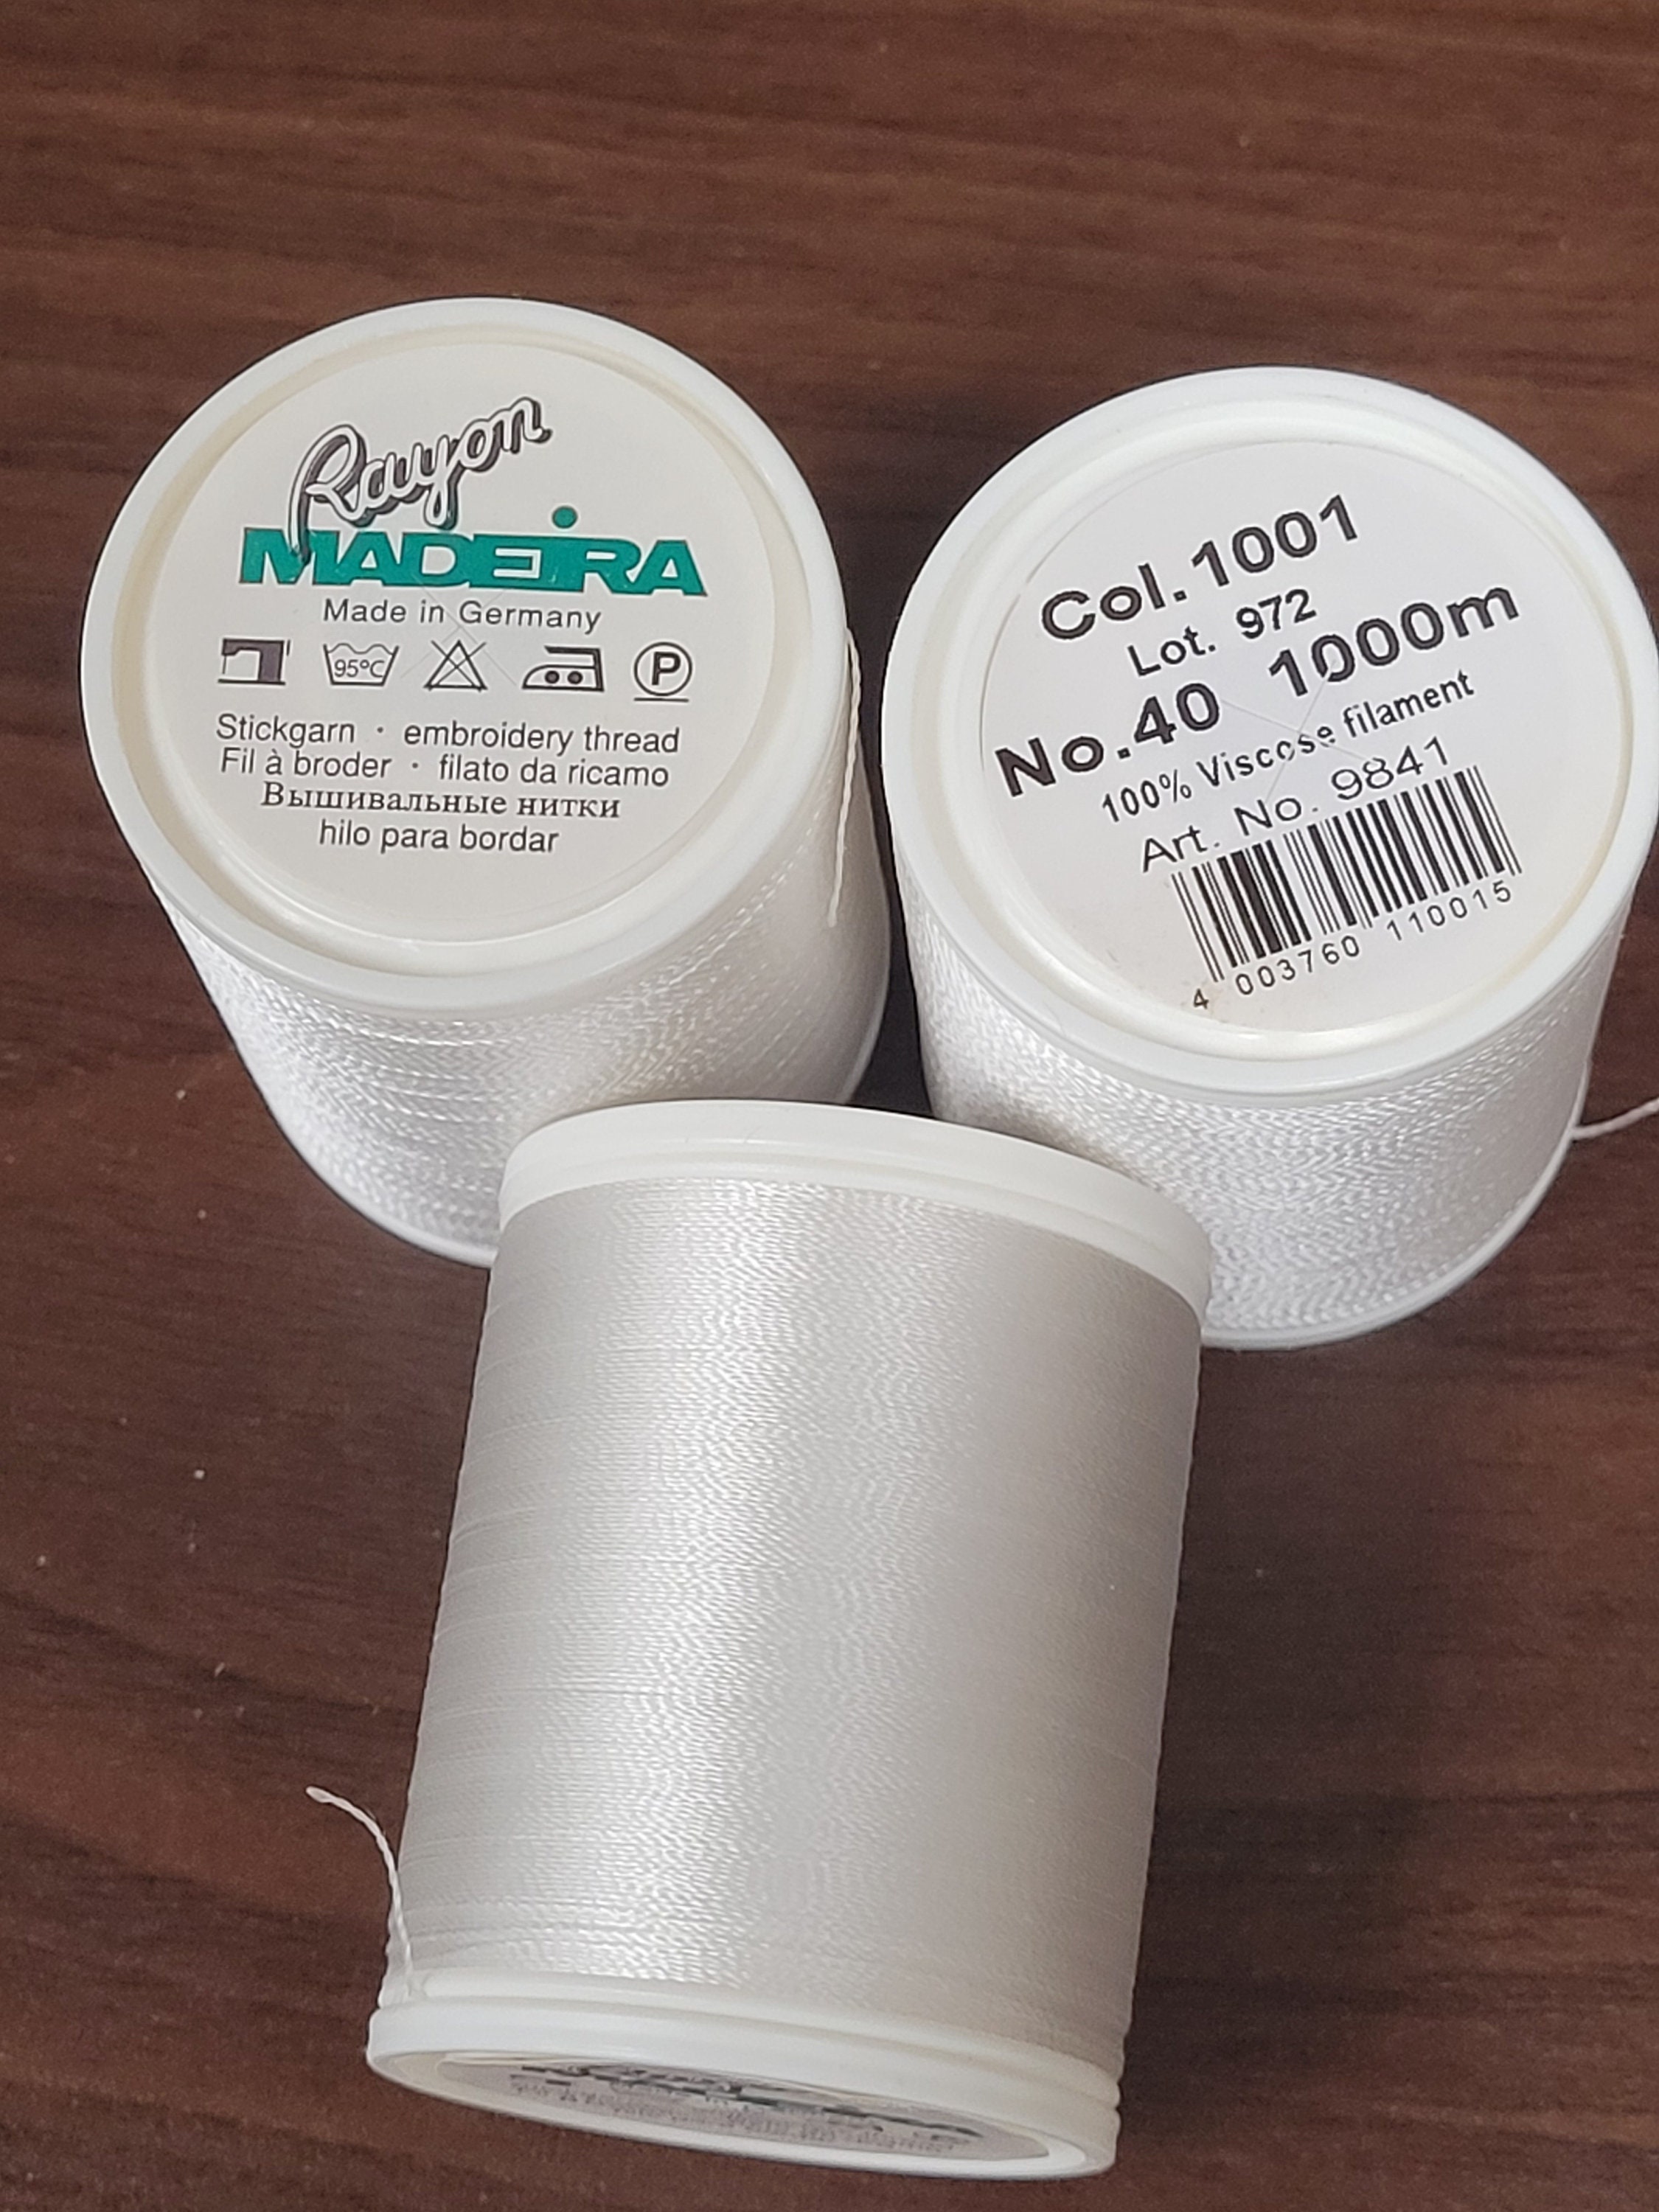 Rayon
MADEIRA
Made in Germany
95°C P
Stickgarn · embroidery thread
Fil à broder · filato da ricamo
Вышивальные нитки
hilo para bordar
Col. 1001
Lot. 972
No.40 1000m
100% Viscose filament
Art. No. 9841
4 003760 110015